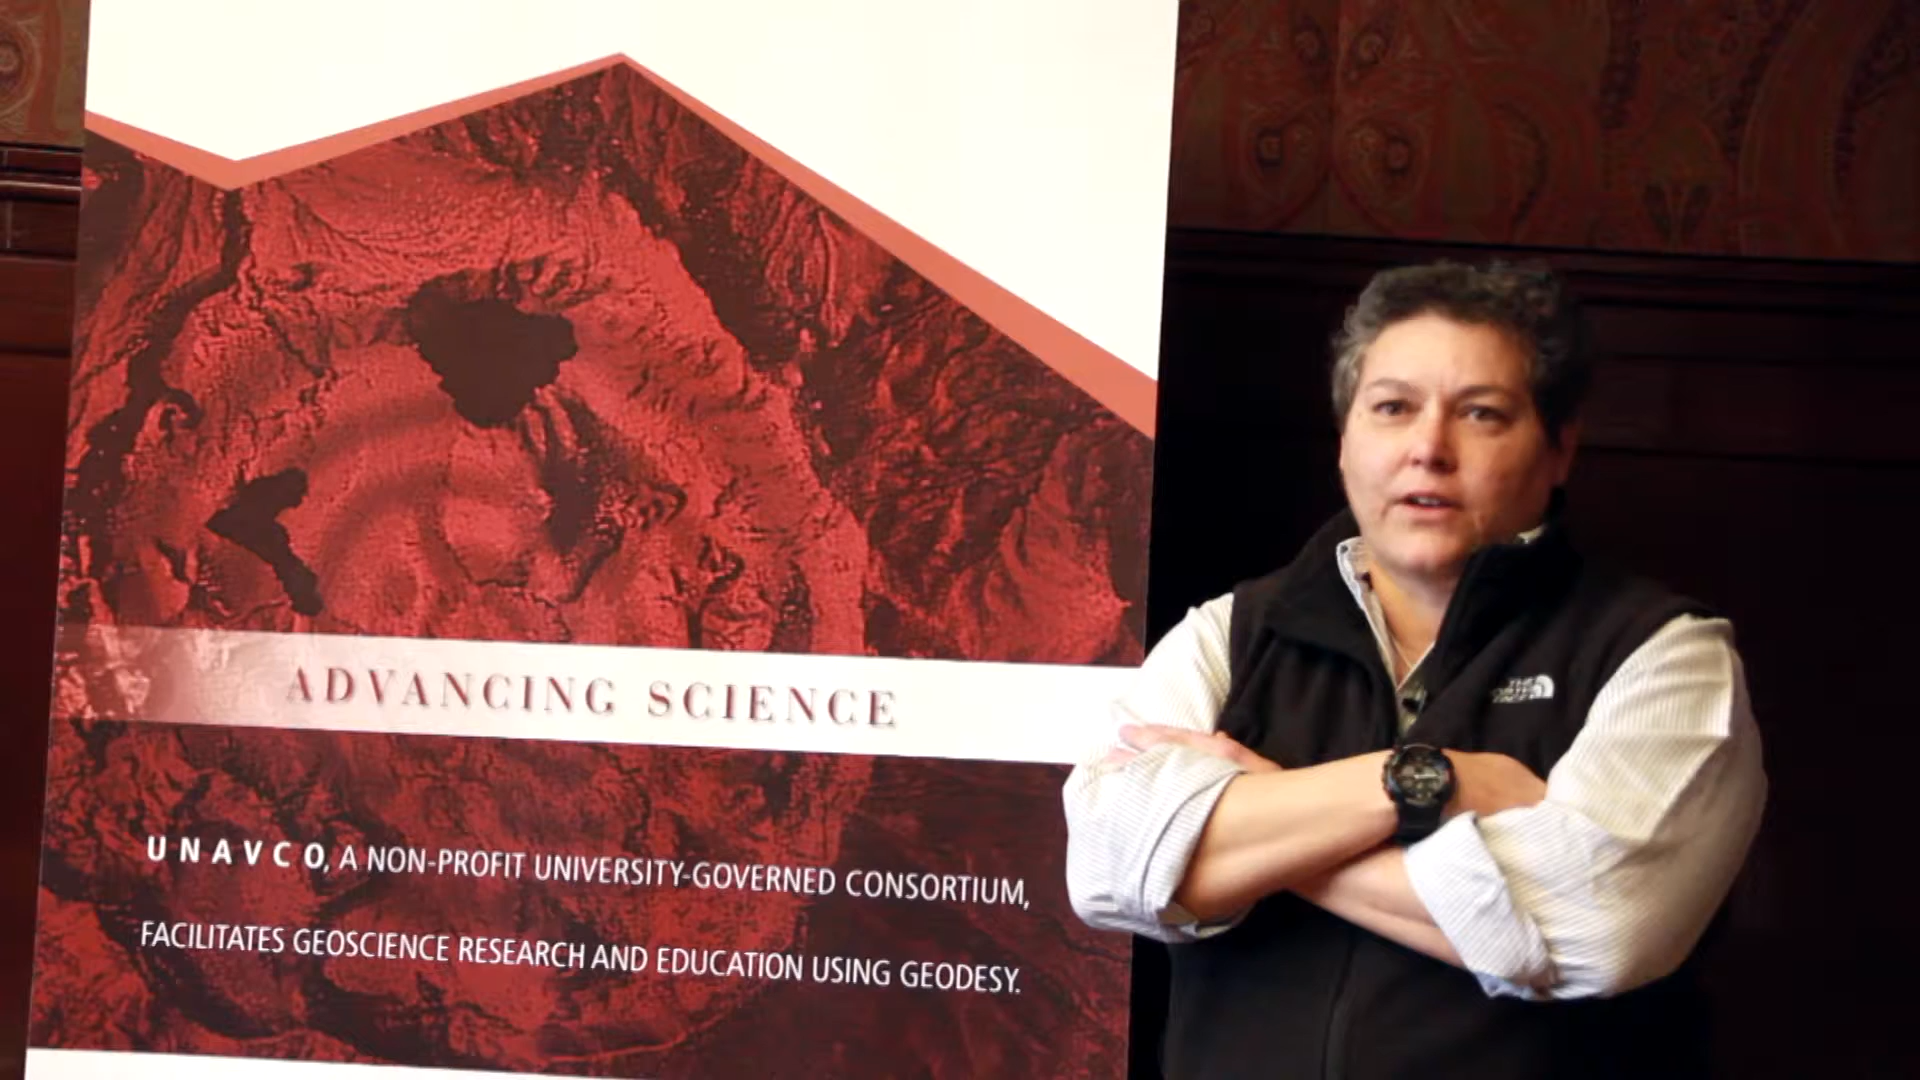 ADVANCING SCIENCE
UNAVCO, A NON-PROFIT UNIVERSITY-GOVERNED CONSORTIUM,
FACILITATES GEOSCIENCE RESEARCH AND EDUCATION USING GEODESY.
THE
NORTH
FACE